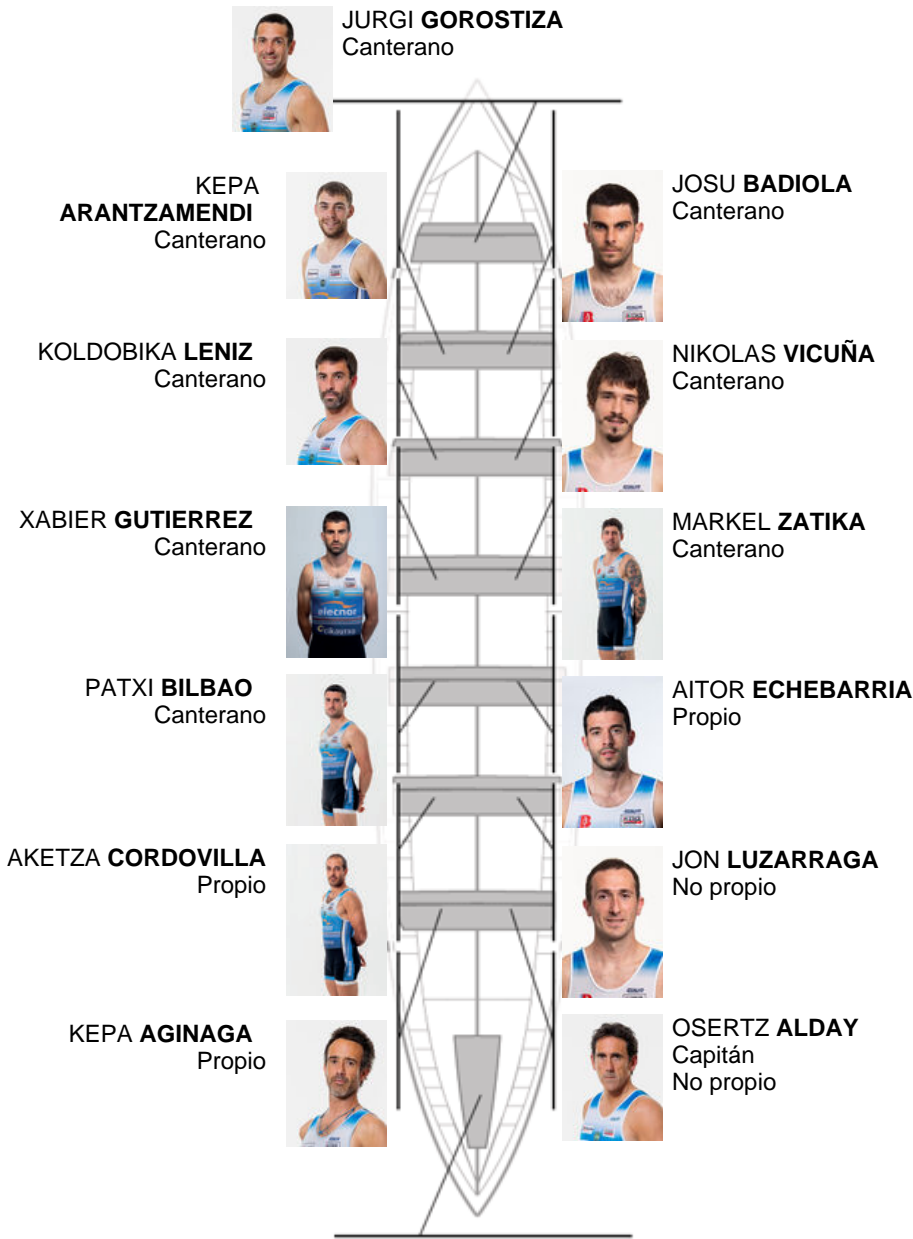 JURGI GOROSTIZA
Canterano
KEPA
ARANTZAMENDI
Canterano
JOSU BADIOLA
Canterano
KOLDOBIKA LENIZ
Canterano
NIKOLAS VICUÑA
Canterano
XABIER GUTIERREZ
Canterano
elecnor
cikautxo
MARKEL ZATIKA
Canterano
PATXI BILBAO
Canterano
AITOR ECHEBARRIA
Propio
AKETZA CORDOVILLA
Propio
JON LUZARRAGA
No propio
KEPA AGINAGA
Propio
OSERTZ ALDAY
Capitán
No propio